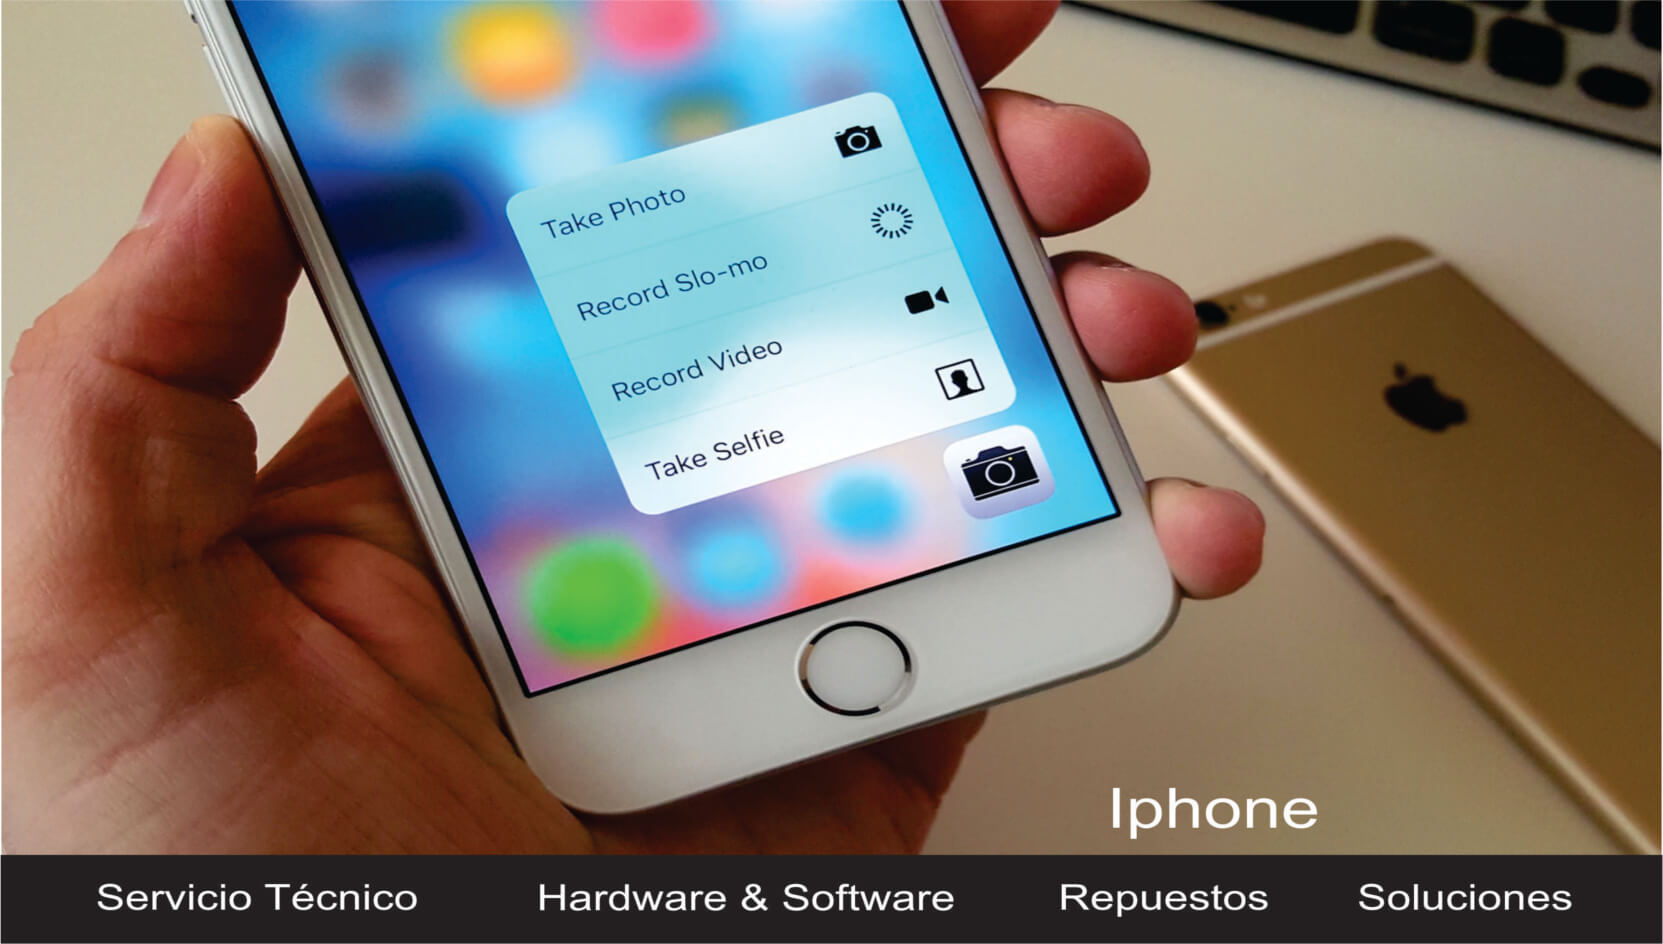 Take Photo
Record Slo-mo
Record Video
Take Selfie
Iphone
Servicio Técnico Hardware & Software Repuestos Soluciones